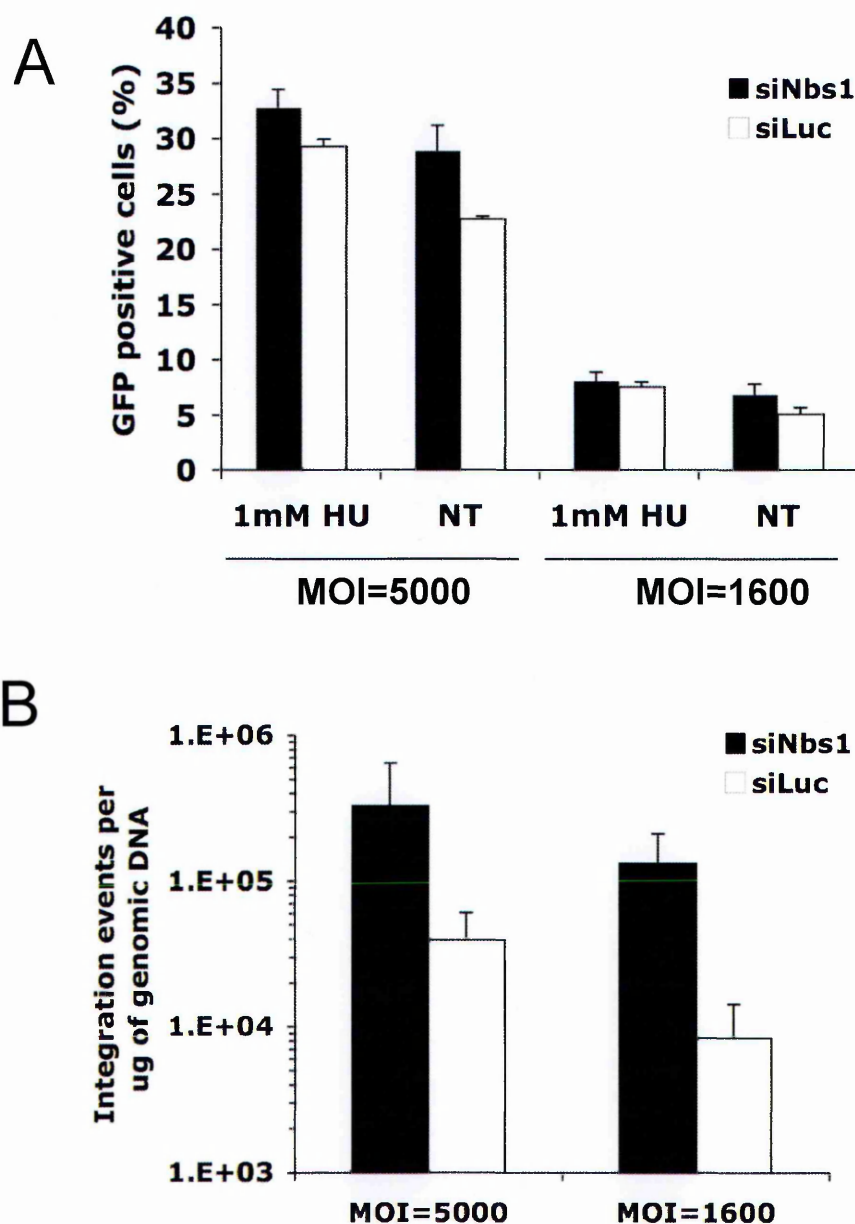 A
GFP positive cells (%)
40
35
30
25
20
15
10
5
0
siNbs1
siLuc
1mM HU NT 1mM HU NT
MOI=5000 MOI=1600
B
Integration events per
ug of genomic DNA
1.E+06
1.E+05
1.E+04
1.E+03
siNbs1
siLuc
MOI=5000 MOI=1600